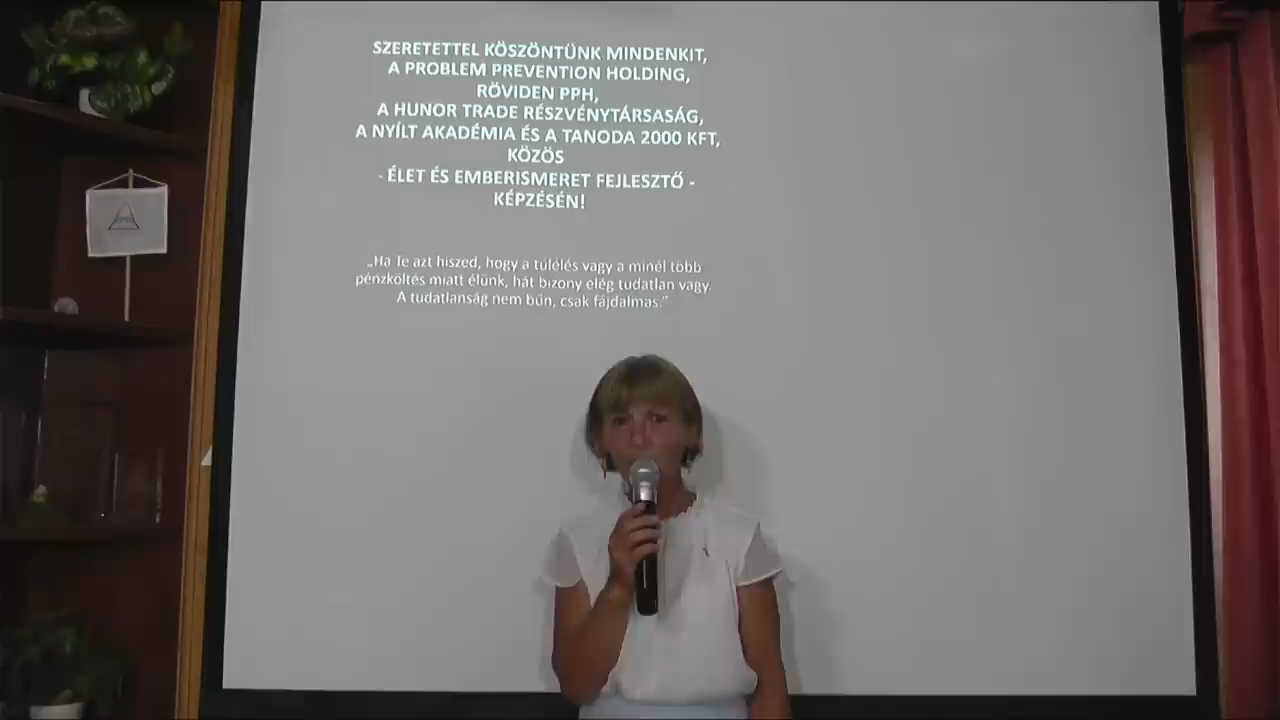 SZERETETTEL KÖSZÖNTÜNK MINDENKIT,
A PROBLEM PREVENTION HOLDING,
RÖVIDEN PPH,
A HUNOR TRADE RÉSZVÉNYTÁRSASÁG,
A NYÍLT AKADÉMIA ÉS A TANODA 2000 KFT,
KÖZÖS
- ÉLET ÉS EMBERISMERET FEJLESZTŐ -
KÉPZÉSÉN!
„Ha Te azt hiszed, hogy a túlélés vagy a minél több
pénzköltés miatt élünk, hát bizony elég tudatlan vagy.
A tudatlanság nem bűn, csak fájdalmas.”